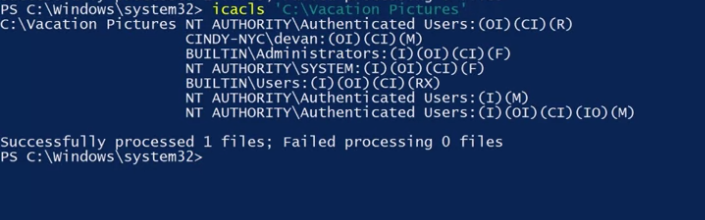 PS C:\Windows\system32> icacls 'C:\Vacation Pictures'
C:\Vacation Pictures NT AUTHORITY\Authenticated Users:(OI)(CI)(R)
CINDY-NYC\devan:(OI)(CI)(M)
BUILTIN\Administrators:(I)(OI)(CI)(F)
NT AUTHORITY\SYSTEM:(I)(OI)(CI)(F)
BUILTIN\Users:(I)(OI)(CI)(RX)
NT AUTHORITY\Authenticated Users:(I)(M)
NT AUTHORITY\Authenticated Users:(I)(OI)(CI)(IO)(M)
Successfully processed 1 files; Failed processing 0 files
PS C:\Windows\system32>